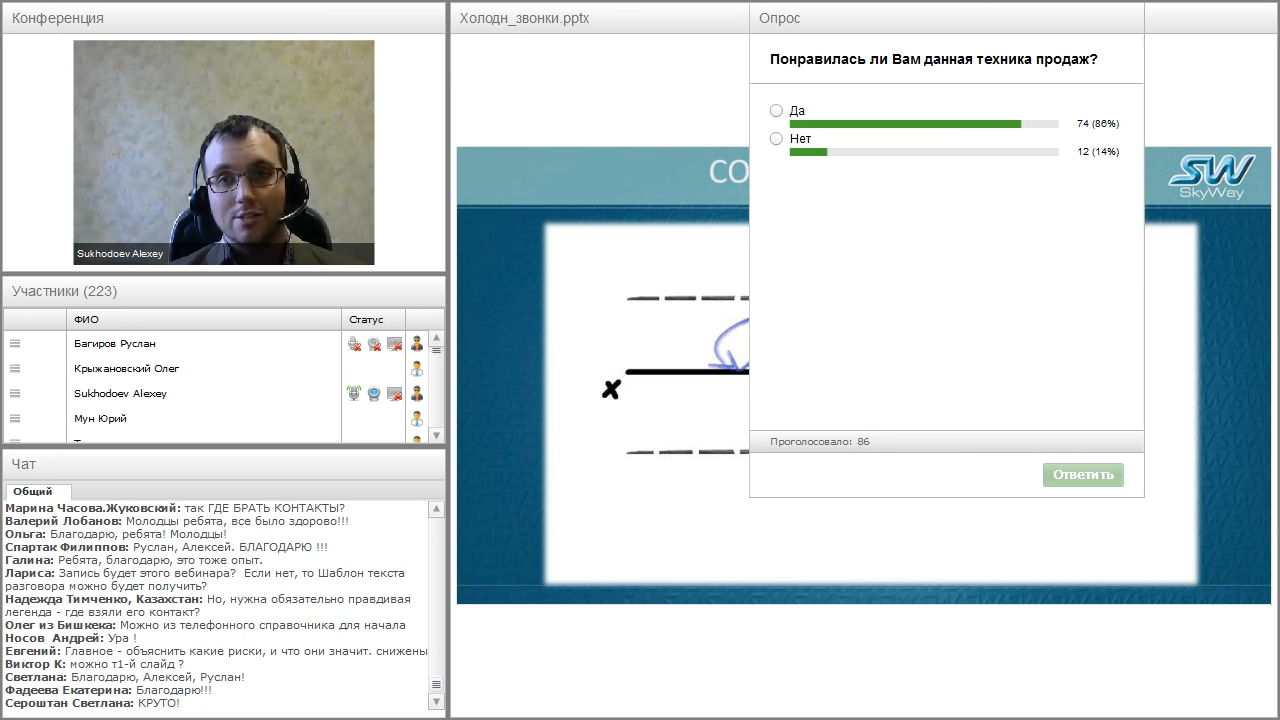 Конференция
Sukhodoev Alexey
Участники (223)
ФИО Статус
Багиров Руслан
Крыжановский Олег
Sukhodoev Alexey
Мун Юрий
Чат
Общий
Марина Часова.Жуковский: так ГДЕ БРАТЬ КОНТАКТЫ?
Валерий Лобанов: Молодцы ребята, все было здорово!!!
Ольга: Благодарю, ребята! Молодцы!
Спартак Филиппов: Руслан, Алексей. БЛАГОДАРЮ !!!
Галина: Ребята, благодарю, это тоже опыт.
Лариса: Запись будет этого вебинара? Если нет, то Шаблон текста
разговора можно будет получить?
Надежда Тимченко, Казахстан: Но, нужна обязательно правдивая
легенда - где взяли его контакт?
Олег из Бишкека: Можно из телефонного справочника для начала
Носов Андрей: Ура !
Евгений: Главное - объяснить какие риски, и что они значит. снижены
Виктор К: можно т1-й слайд ?
Светлана: Благодарю, Алексей, Руслан!
Фадеева Екатерина: Благодарю!!!
Сероштан Светлана: КРУТО!
Холодн_звонки.pptx
СО
SW
SkyWay
x
Опрос
Понравилась ли Вам данная техника продаж?
Да
74 (86%)
Нет
12 (14%)
Проголосовало: 86
Ответить